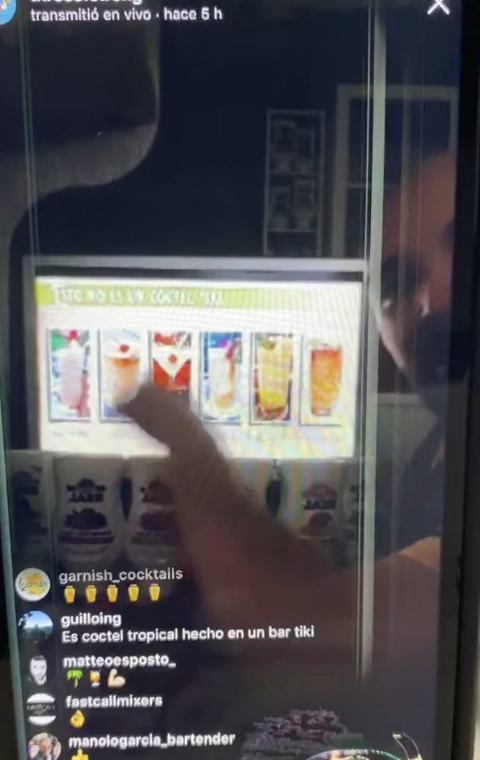 transmitió en vivo · hace 5 h
ESTE NO ES UN COCTEL TIKI
garnish_cocktails
guilloing
Es coctel tropical hecho en un bar tiki
matteoesposto_
fastcallmixers
manologarcia_bartender